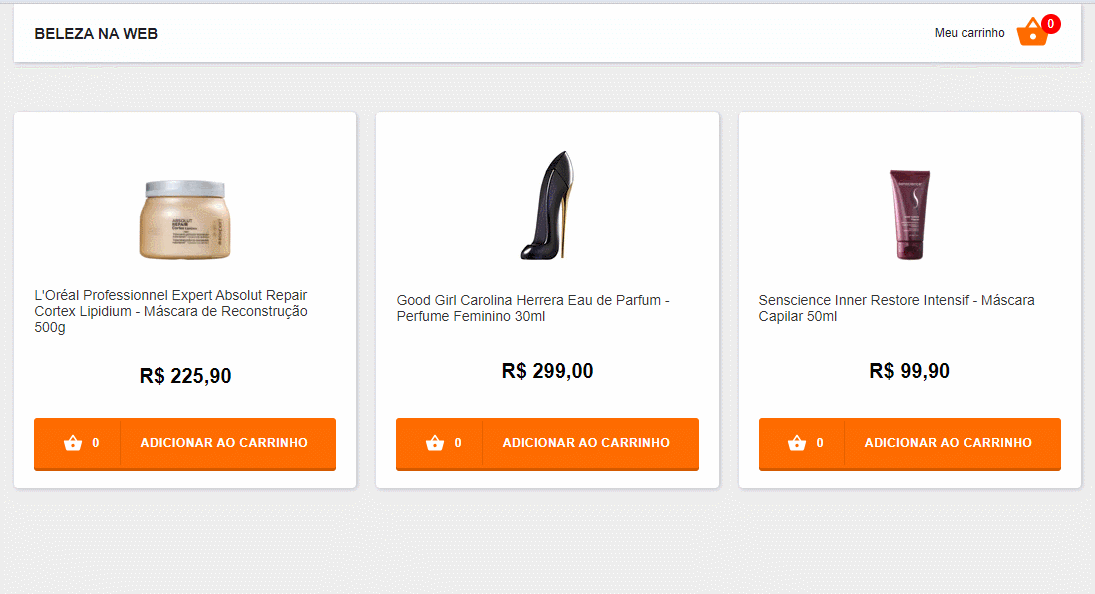 BELEZA NA WEB
Meu carrinho
0
ABSOLUT
REPAIR
L'Oréal Professionnel Expert Absolut Repair
Cortex Lipidium - Máscara de Reconstrução
500g
R$ 225,90
0 ADICIONAR AO CARRINHO
Good Girl Carolina Herrera Eau de Parfum -
Perfume Feminino 30ml
R$ 299,00
0 ADICIONAR AO CARRINHO
Senscience Inner Restore Intensif - Máscara
Capilar 50ml
R$ 99,90
0 ADICIONAR AO CARRINHO